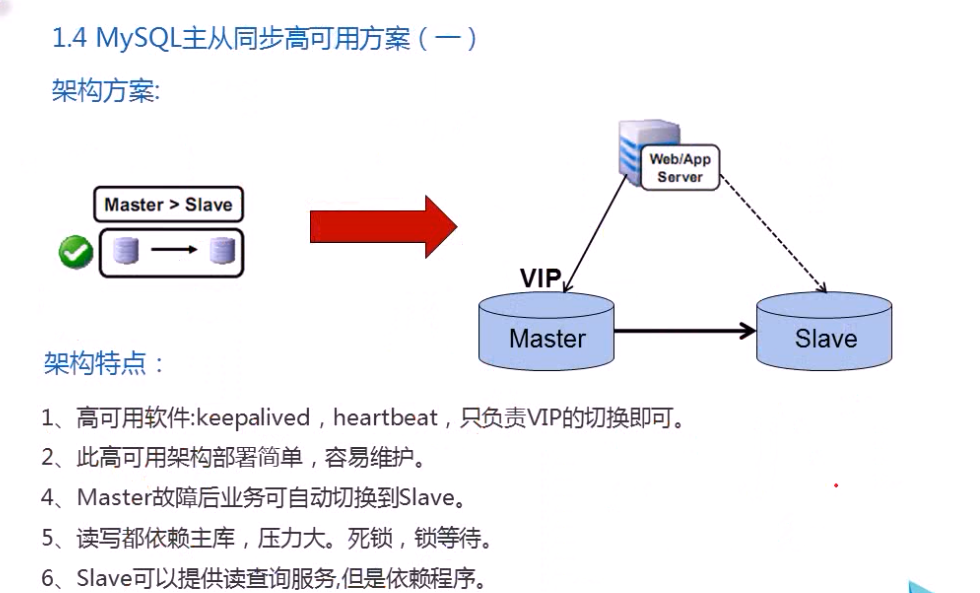 1.4 MySQL主从同步高可用方案（一）
架构方案:
Web/App
Server
Master > Slave
VIP
Master
Slave
架构特点：
1、高可用软件:keepalived，heartbeat，只负责VIP的切换即可。
2、此高可用架构部署简单，容易维护。
4、Master故障后业务可自动切换到Slave。
5、读写都依赖主库，压力大。死锁，锁等待。
6、Slave可以提供读查询服务,但是依赖程序。